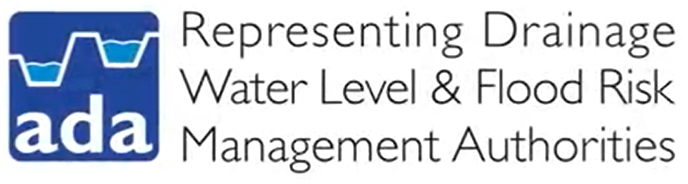 ada
Representing Drainage
Water Level & Flood Risk
Management Authorities